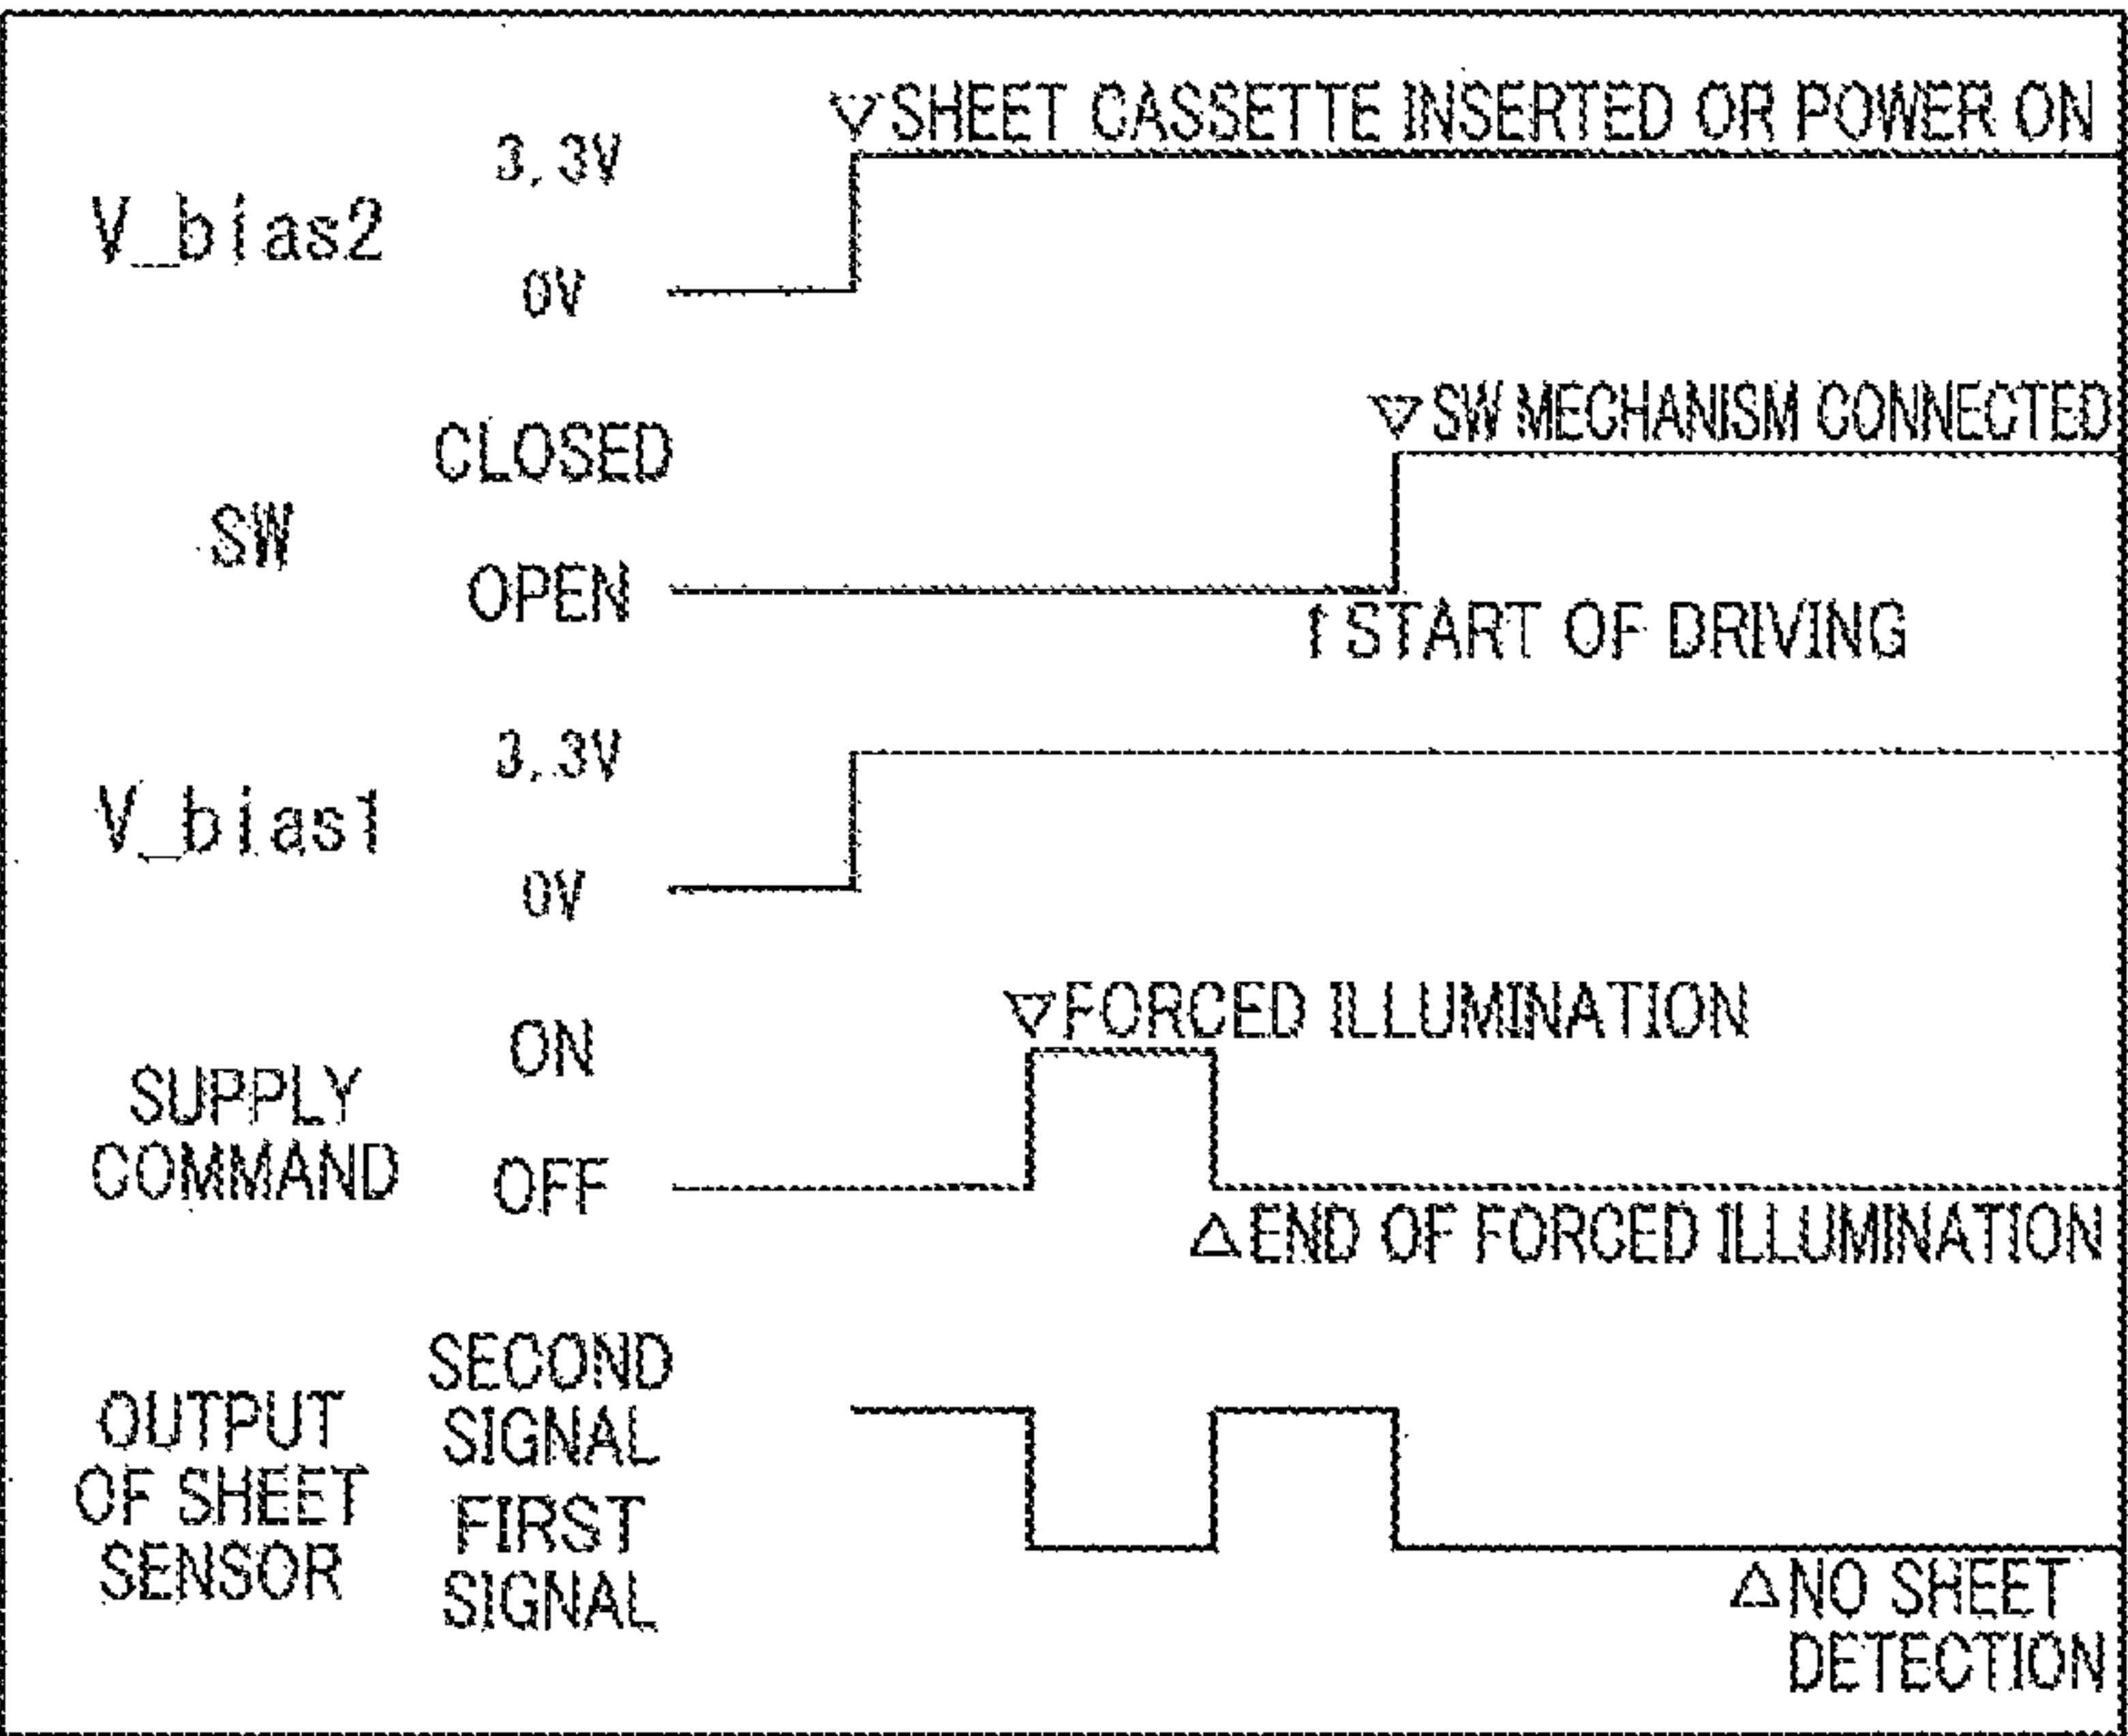 ▽SHEET CASSETTE INSERTED OR POWER ON
3.3V
V_bias2
0V
▽SW MECHANISM CONNECTED
CLOSED
SW
OPEN
↑START OF DRIVING
3.3V
V_bias1
0V
▽FORCED ILLUMINATION
ON
SUPPLY
COMMAND
OFF
△END OF FORCED ILLUMINATION
SECOND
SIGNAL
OUTPUT
OF SHEET
SENSOR
FIRST
SIGNAL
△NO SHEET
DETECTION